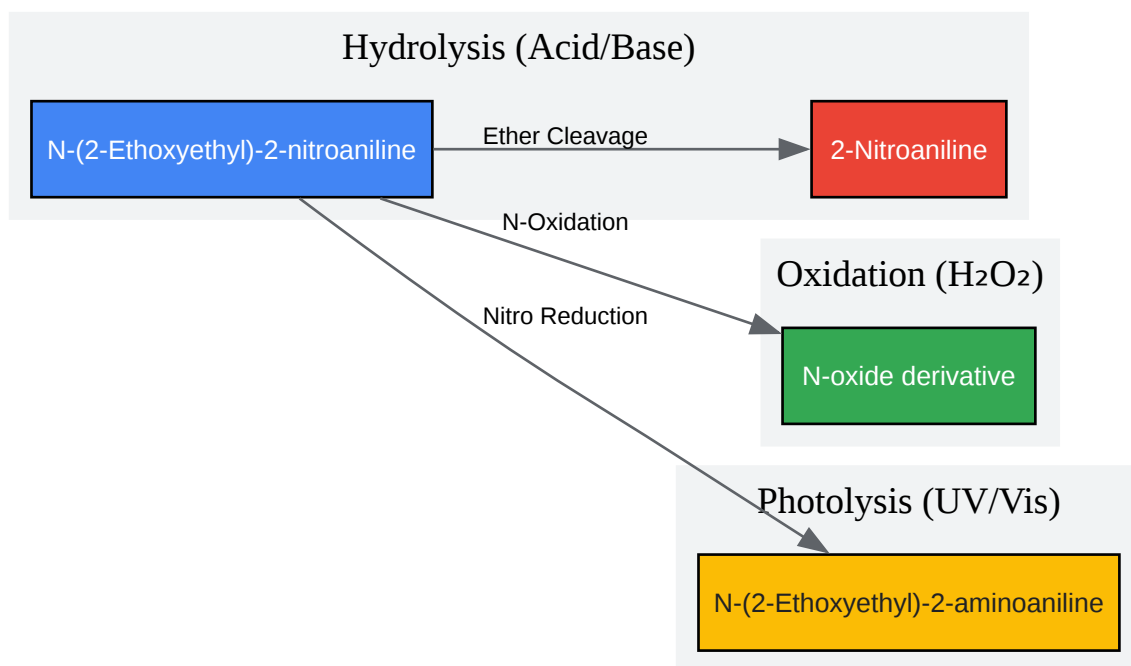 Hydrolysis (Acid/Base)
N-(2-Ethoxyethyl)-2-nitroaniline
Ether Cleavage
2-Nitroaniline
N-Oxidation
Oxidation (H₂O₂)
Nitro Reduction
N-oxide derivative
Photolysis (UV/Vis)
N-(2-Ethoxyethyl)-2-aminoaniline